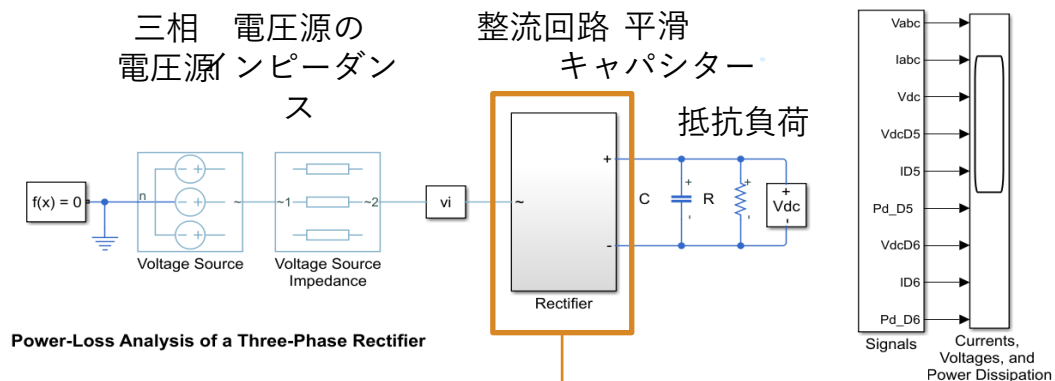 三相
電圧源
電圧源の
インピーダン
ス
整流回路
平滑
キャパシター
抵抗負荷
f(x) = 0
n
- +
- +
- +
~
Voltage Source
~1
~2
Voltage Source
Impedance
vi
~
+
-
Rectifier
C
+
-
R
+
-
+
Vdc
-
Power-Loss Analysis of a Three-Phase Rectifier
Vabc
Iabc
Vdc
VdcD5
ID5
Pd_D5
VdcD6
ID6
Pd_D6
Signals
Currents,
Voltages, and
Power Dissipation